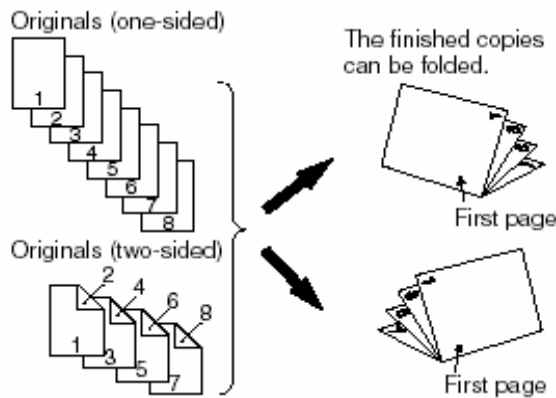 Originals (one-sided)
1
2
3
4
5
6
7
8
Originals (two-sided)
2
4
6
8
1
3
5
7
The finished copies
can be folded.
First page
First page